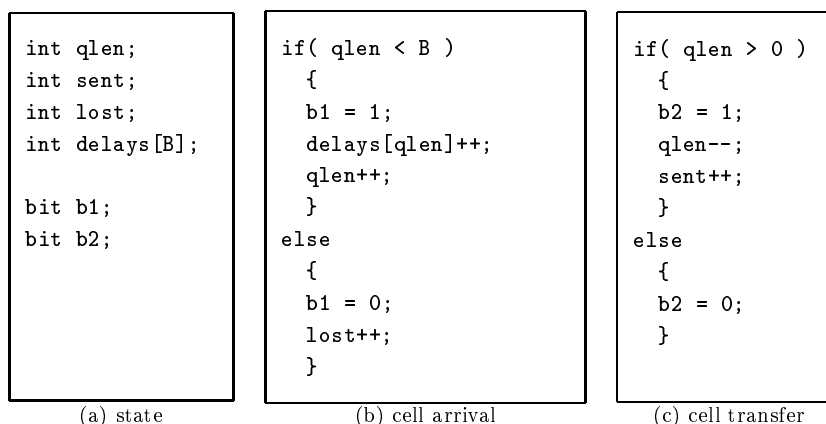 int qlen;
int sent;
int lost;
int delays[B];
bit b1;
bit b2;
(a) state
if( qlen < B )
{
b1 = 1;
delays[qlen]++;
qlen++;
}
else
{
b1 = 0;
lost++;
}
(b) cell arrival
if( qlen > 0 )
{
b2 = 1;
qlen--;
sent++;
}
else
{
b2 = 0;
}
(c) cell transfer